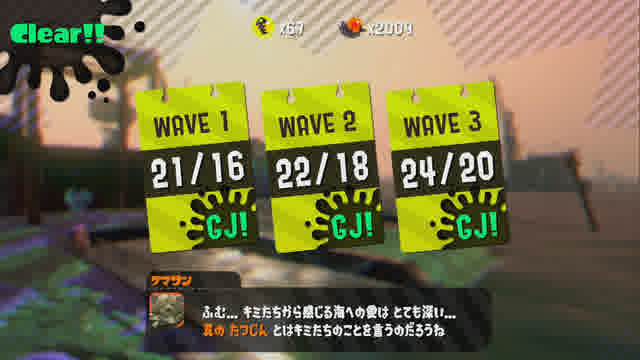 Clear!!
x67
x2009
WAVE 1
WAVE 2
WAVE 3
21/16
22/18
24/20
GJ!
GJ!
GJ!
クマサン
ふむ... キミたちから感じる海への愛は とても深い...
真の たつじん とはキミたちのことを言うのだろうね